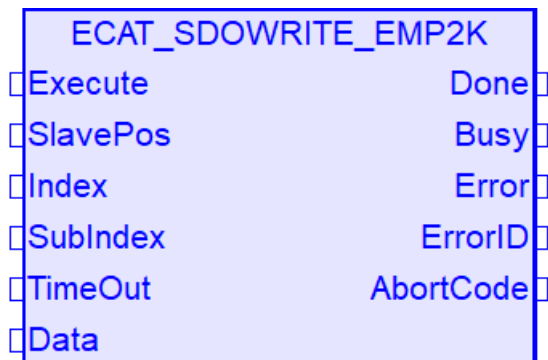 ECAT_SDOWRITE_EMP2K
Execute Done
SlavePos Busy
Index Error
SubIndex ErrorID
TimeOut AbortCode
Data